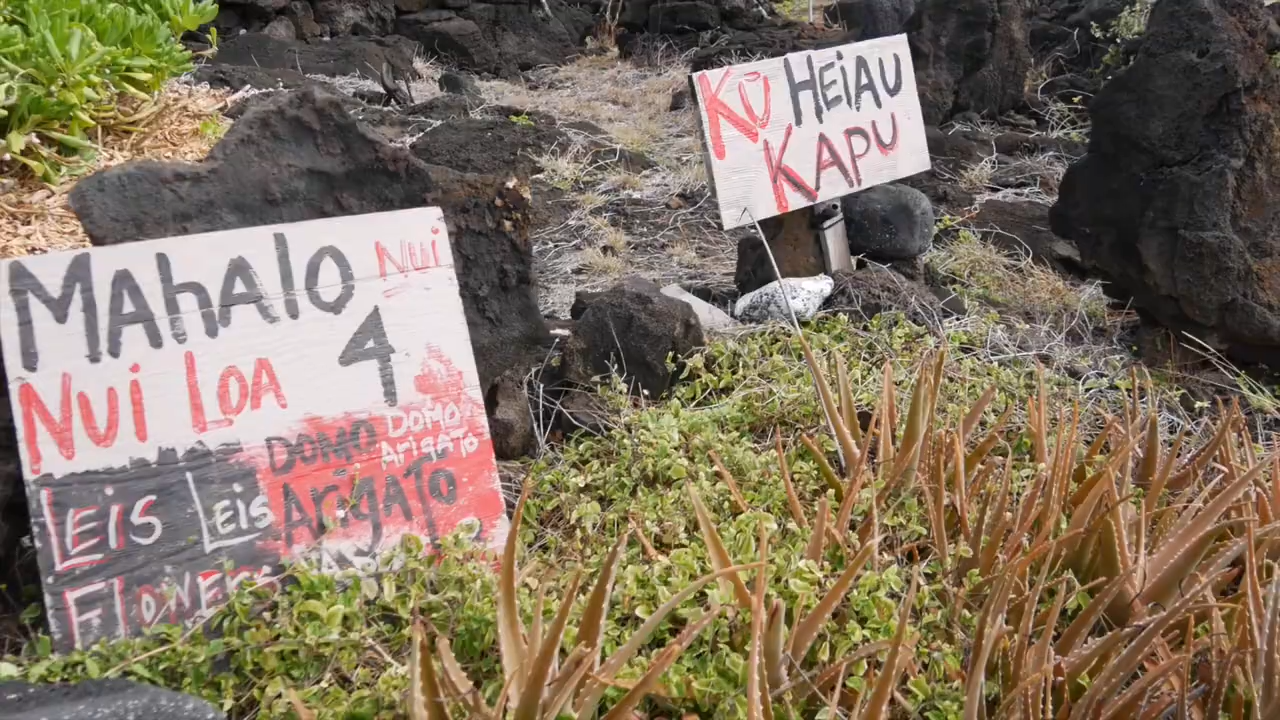 MAhAlO Nui
Nui LOA 4
LEiS LEiS DOMO ARigATO
DOMO ARigATO
FlOWERS
KŪ HEiAU
KAPU